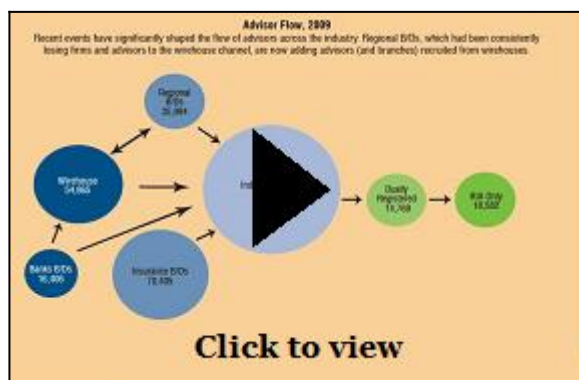 Advisor Flow, 2009
Recent events have significantly shaped the flow of advisors across the industry. Regional B/Ds, which had been consistently
losing firms and advisors to the wirehouse channel, are now adding advisors (and branches) recruited from wirehouses.
Regional
B/Ds
Wirehouse
Dually
Registered
RIA Only
Banks B/Ds
Insurance B/Ds
Click to view